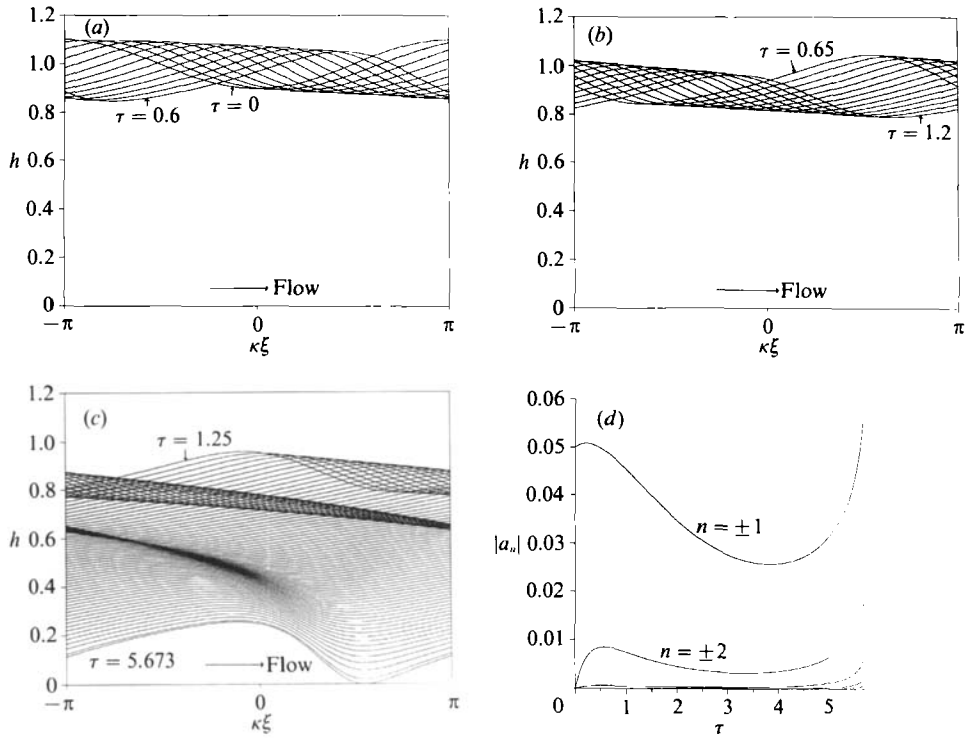 (a)
1.2
1.0
0.8
h 0.6
0.4
0.2
0
τ = 0.6
τ = 0
Flow
−π
0
π
κξ
(b)
1.2
1.0
0.8
h 0.6
0.4
0.2
0
τ = 0.65
τ = 1.2
Flow
−π
0
π
κξ
(c)
1.2
1.0
0.8
h 0.6
0.4
0.2
0
τ = 1.25
τ = 5.673
Flow
−π
0
π
κξ
(d)
0.06
0.05
0.04
|aₙ| 0.03
0.02
0.01
n = ±1
n = ±2
0 1 2 3 4 5
τ